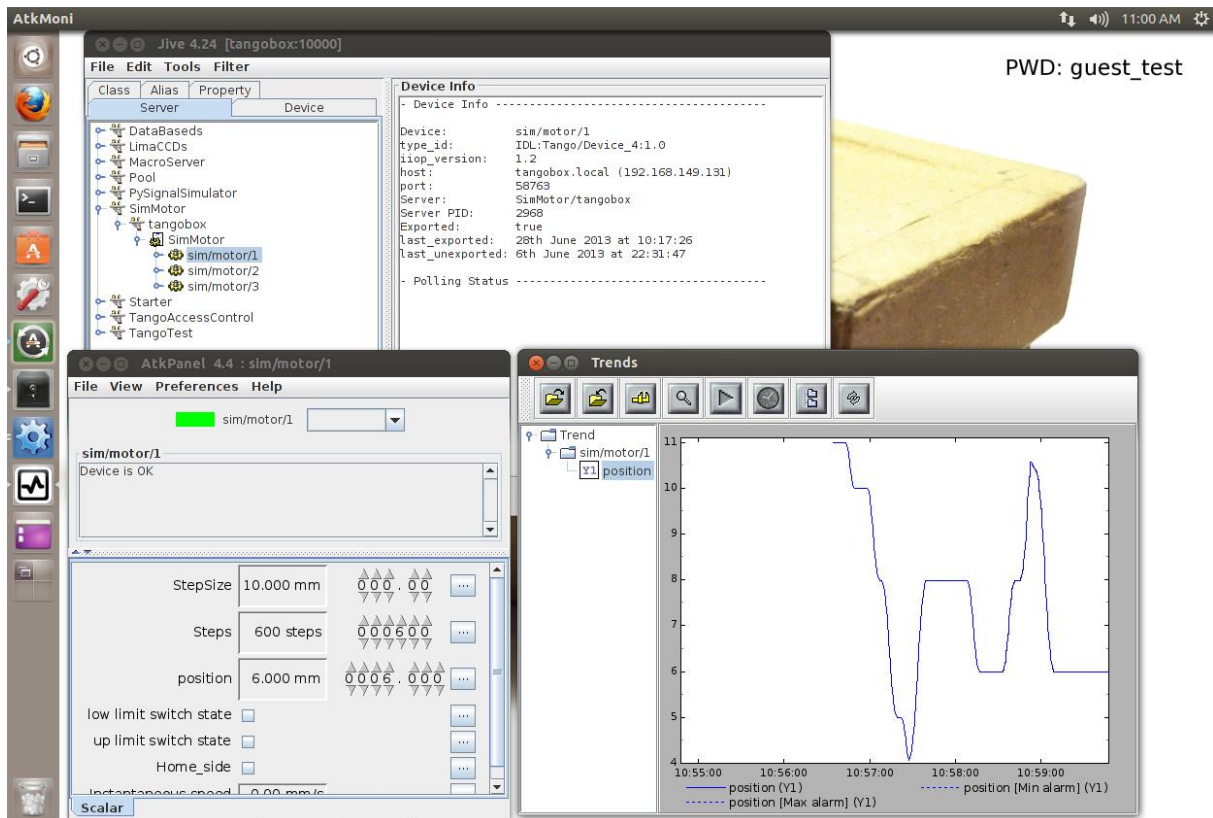 AtkMoni
11:00 AM
PWD: guest_test
Jive 4.24 [tangobox:10000]
File Edit Tools Filter
Class Alias Property
Server Device
DataBaseds
LimaCCDs
MacroServer
Pool
PySignalSimulator
SimMotor
tangobox
SimMotor
sim/motor/1
sim/motor/2
sim/motor/3
Starter
TangoAccessControl
TangoTest
Device Info
- Device Info ----------------------------------------
Device: sim/motor/1
type_id: IDL:Tango/Device_4:1.0
iiop_version: 1.2
host: tangobox.local (192.168.149.131)
port: 58763
Server: SimMotor/tangobox
Server PID: 2968
Exported: true
last_exported: 28th June 2013 at 10:17:26
last_unexported: 6th June 2013 at 22:31:47
- Polling Status -------------------------------------
AtkPanel 4.4 : sim/motor/1
File View Preferences Help
sim/motor/1
sim/motor/1
Device is OK
StepSize 10.000 mm 000.00 ...
Steps 600 steps 000600 ...
position 6.000 mm 0006.000 ...
low limit switch state ...
up limit switch state ...
Home_side ...
Instantaneous speed 0.00 mm/s
Scalar
Trends
Trend
sim/motor/1
Y1 position
11
10
9
8
7
6
5
4
10:55:00 10:56:00 10:57:00 10:58:00 10:59:00
position (Y1) position [Min alarm] (Y1)
position [Max alarm] (Y1)